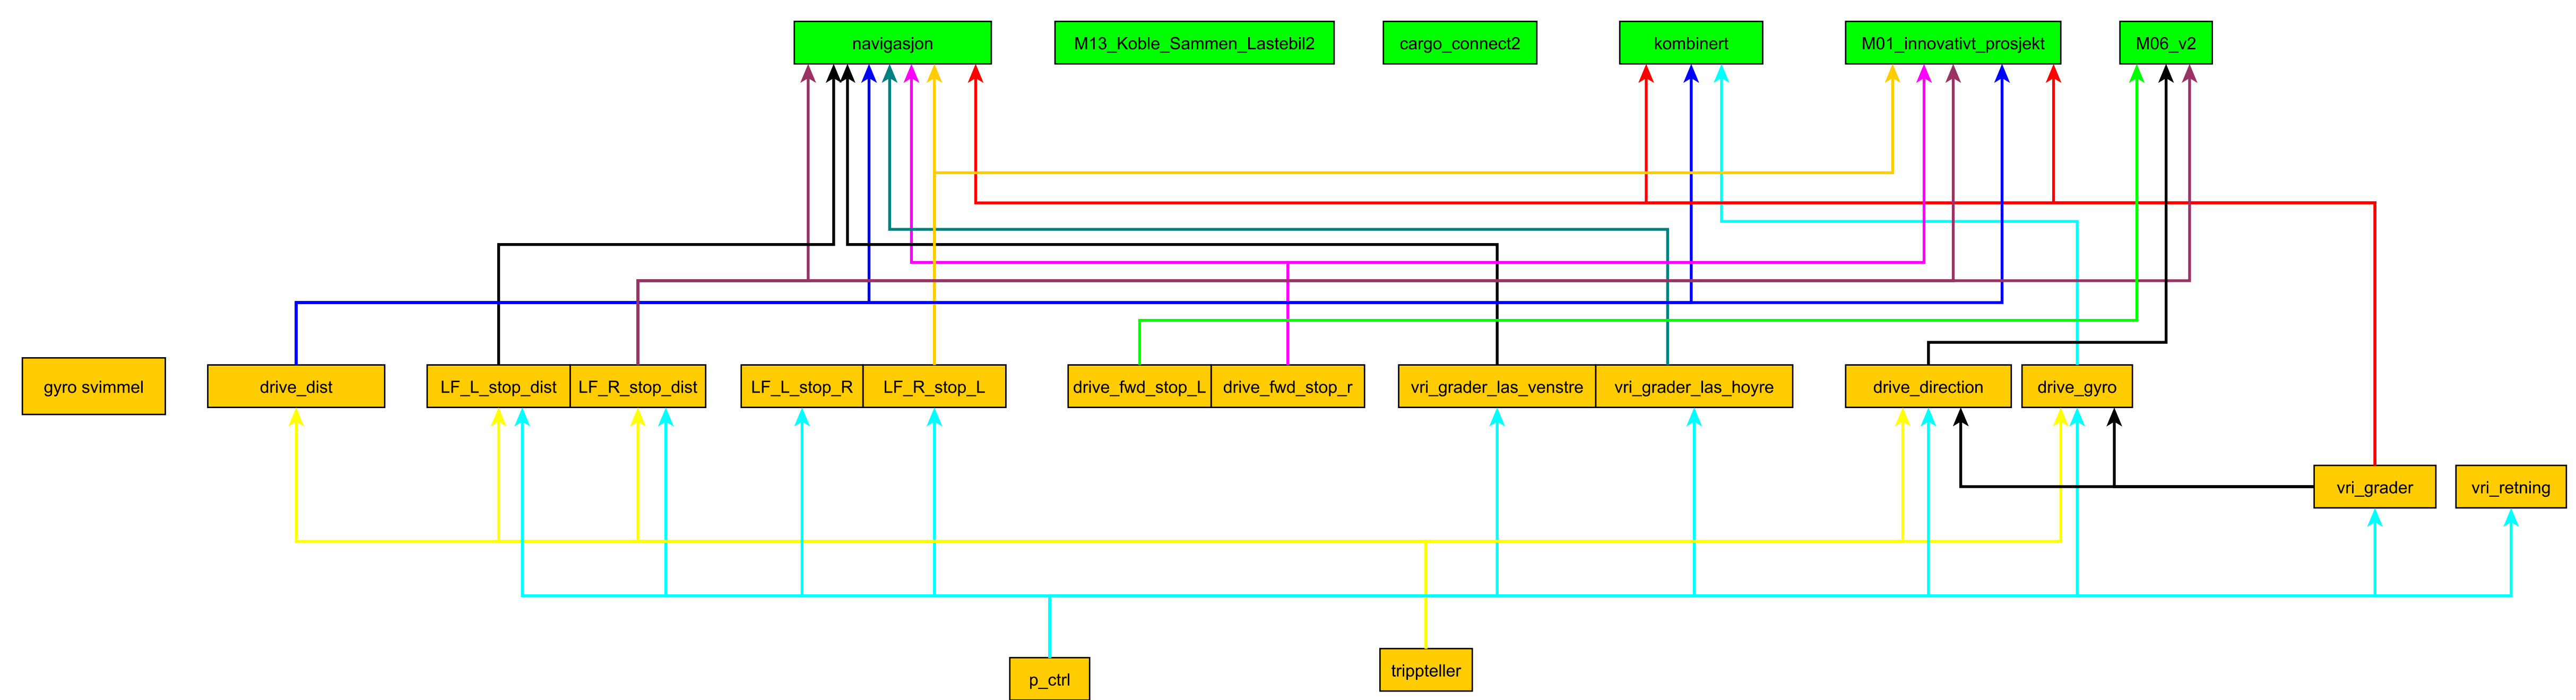 navigasjon
M13_Koble_Sammen_Lastebil2
cargo_connect2
kombinert
M01_innovativt_prosjekt
M06_v2
gyro svimmel
drive_dist
LF_L_stop_dist
LF_R_stop_dist
LF_L_stop_R
LF_R_stop_L
drive_fwd_stop_L
drive_fwd_stop_r
vri_grader_las_venstre
vri_grader_las_hoyre
drive_direction
drive_gyro
vri_grader
vri_retning
p_ctrl
trippteller